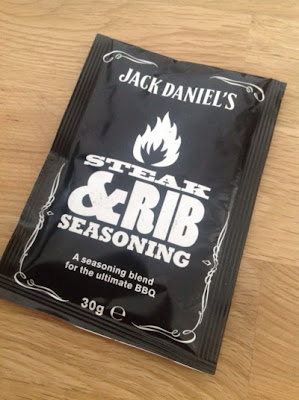 JACK DANIEL'S
STEAK
&RIB
SEASONING
A seasoning blend
for the ultimate BBQ
30g ℮